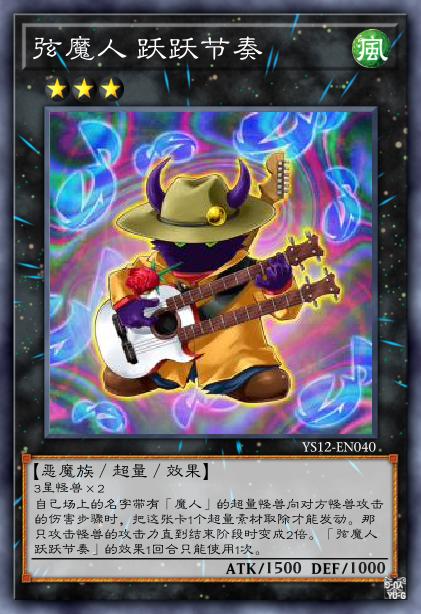 弦魔人 跃跃节奏
風
YS12-EN040
【恶魔族／超量／效果】
3星怪兽×2
自己场上的名字带有「魔人」的超量怪兽向对方怪兽攻击
的伤害步骤时，把这张卡1个超量素材取除才能发动。那
只攻击怪兽的攻击力直到结束阶段时变成2倍。「弦魔人
跃跃节奏」的效果1回合只能使用1次。
ATK/1500 DEF/1000